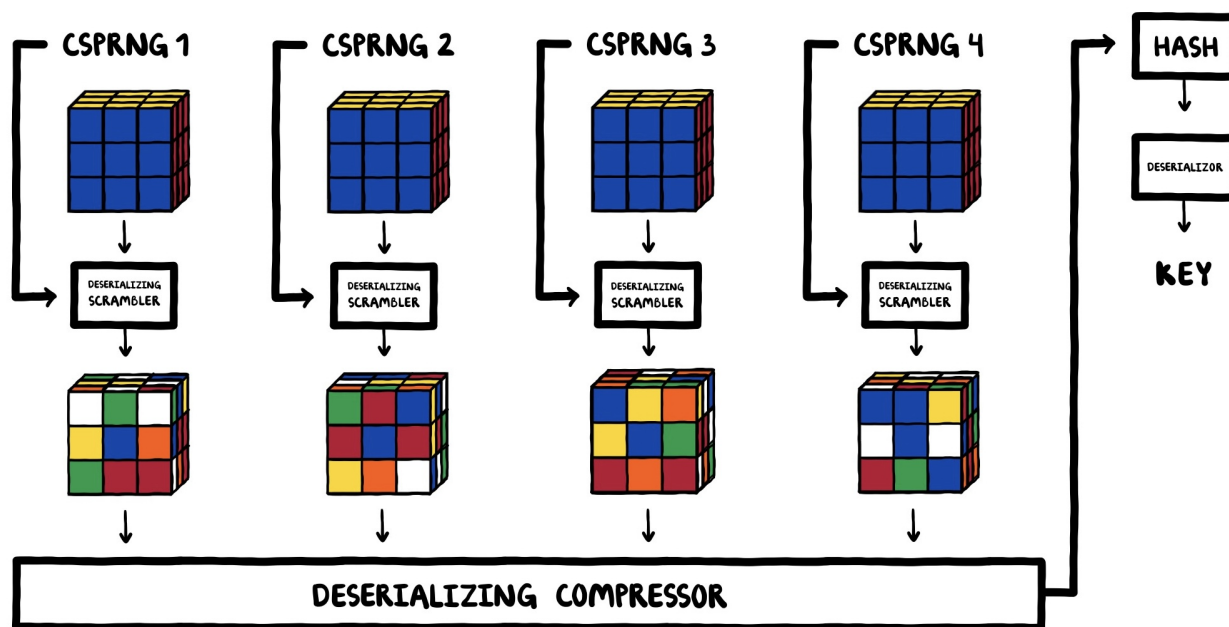 CSPRNG 1
CSPRNG 2
CSPRNG 3
CSPRNG 4
HASH
DESERIALIZOR
KEY
DESERIALIZING
SCRAMBLER
DESERIALIZING
SCRAMBLER
DESERIALIZING
SCRAMBLER
DESERIALIZING
SCRAMBLER
DESERIALIZING COMPRESSOR